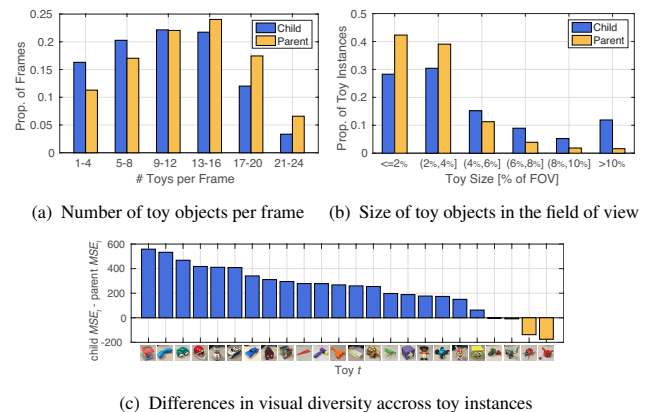 0.25
0.2
0.15
0.1
0.05
0
Prop. of Frames
Child
Parent
1-4 5-8 9-12 13-16 17-20 21-24
# Toys per Frame
(a) Number of toy objects per frame
0.5
0.4
0.3
0.2
0.1
0
Prop. of Toy Instances
Child
Parent
<=2% (2%,4%] (4%,6%] (6%,8%] (8%,10%] >10%
Toy Size [% of FOV]
(b) Size of toy objects in the field of view
600
400
200
0
-200
child MSEt - parent MSEt
Toy t
(c) Differences in visual diversity accross toy instances